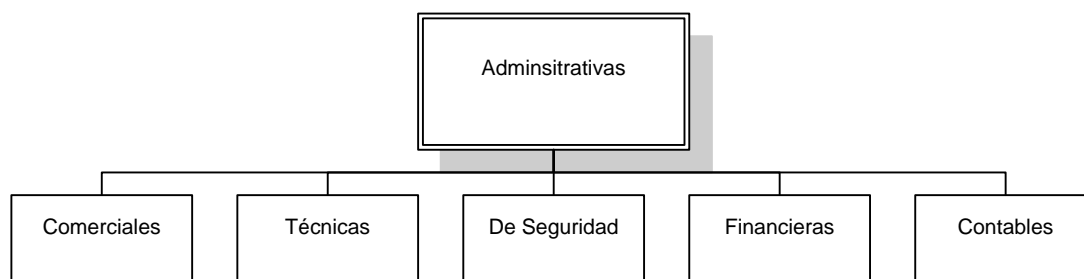 Adminsitrativas
Comerciales
Técnicas
De Seguridad
Financieras
Contables